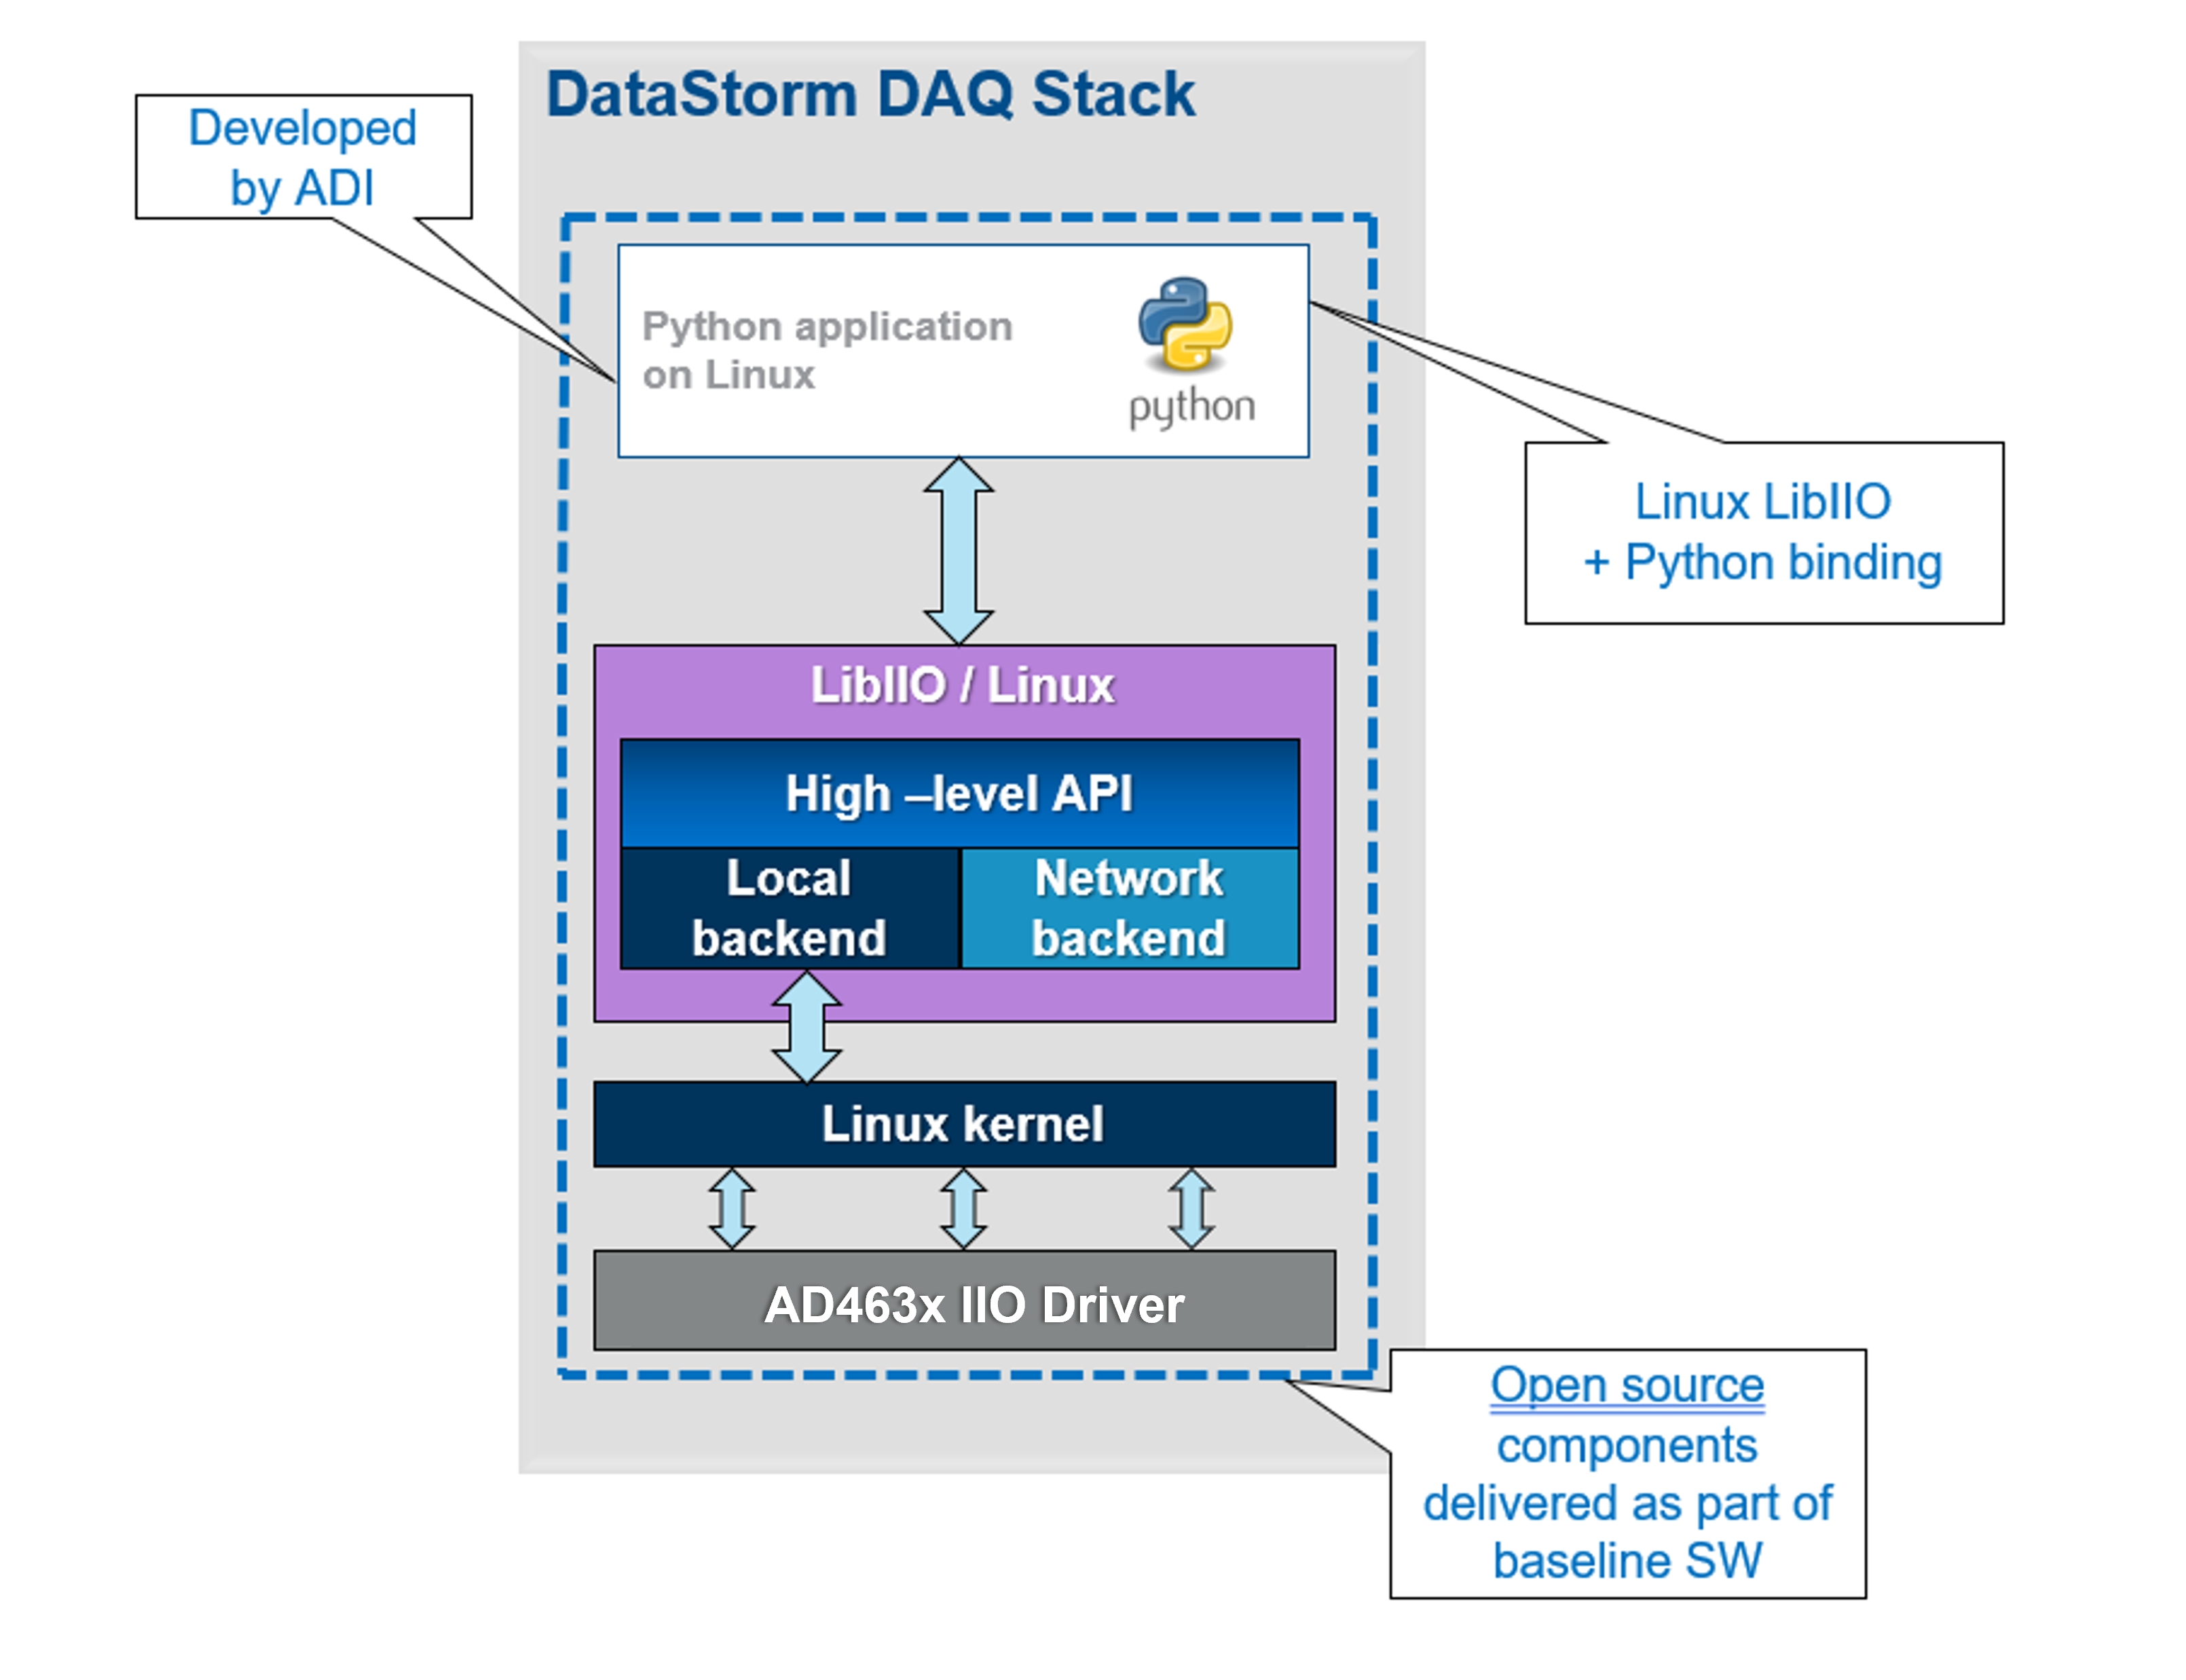 DataStorm DAQ Stack
Developed
by ADI
Python application
on Linux
python
Linux LibIIO
+ Python binding
LibIIO / Linux
High –level API
Local
backend
Network
backend
Linux kernel
AD463x IIO Driver
Open source
components
delivered as part of
baseline SW